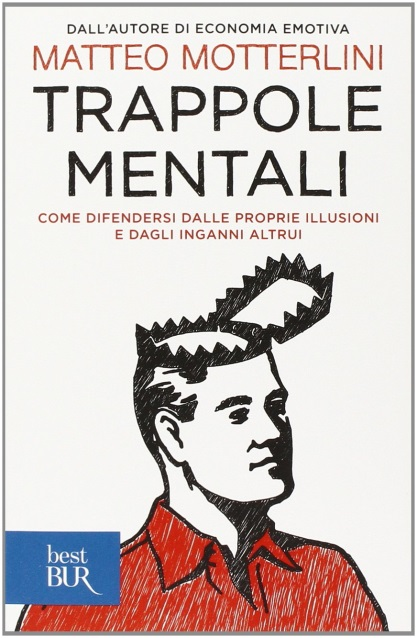 DALL'AUTORE DI ECONOMIA EMOTIVA
MATTEO MOTTERLINI
TRAPPOLE
MENTALI
COME DIFENDERSI DALLE PROPRIE ILLUSIONI
E DAGLI INGANNI ALTRUI
best
BUR